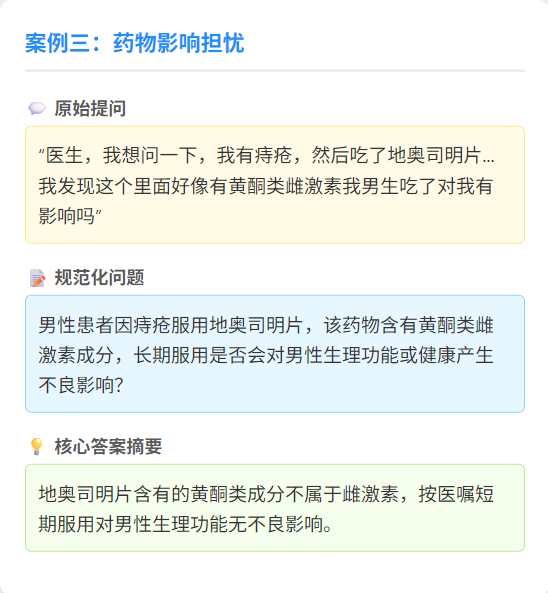 案例三：药物影响担忧
原始提问
“医生，我想问一下，我有痔疮，然后吃了地奥司明片...
我发现这个里面好像有黄酮类雌激素我男生吃了对我有
影响吗”
规范化问题
男性患者因痔疮服用地奥司明片，该药物含有黄酮类雌
激素成分，长期服用是否会对男性生理功能或健康产生
不良影响？
核心答案摘要
地奥司明片含有的黄酮类成分不属于雌激素，按医嘱短
期服用对男性生理功能无不良影响。